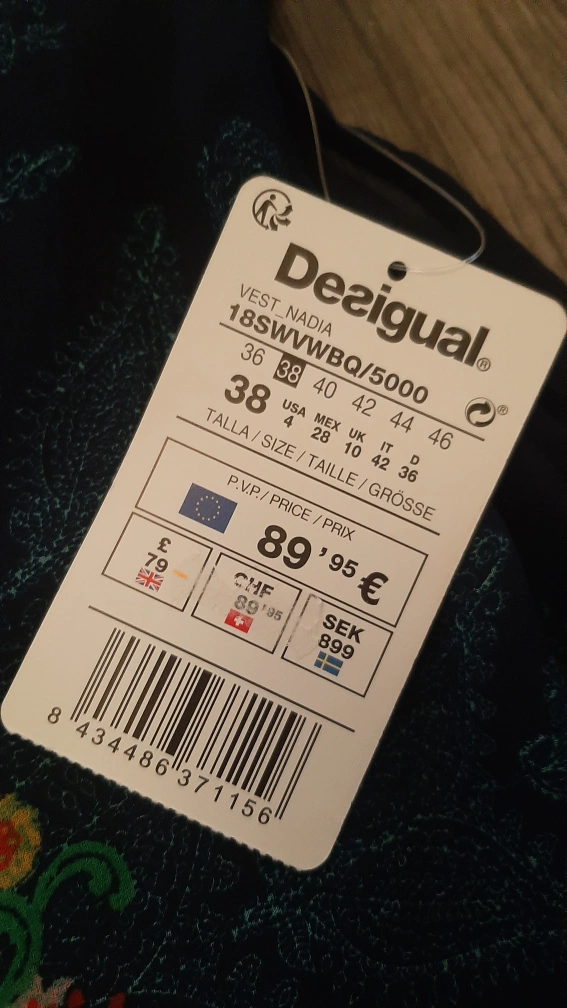 Desigual®
VEST_NADIA
18SWVWBQ/5000
36 38 40 42 44 46
38 USA 4 MEX 28 UK 10 IT 42 D 36
TALLA / SIZE / TAILLE / GRÖSSE
P.V.P. / PRICE / PRIX
89'95 €
£ 79
CHF 89'95
SEK 899
8 434486 371156